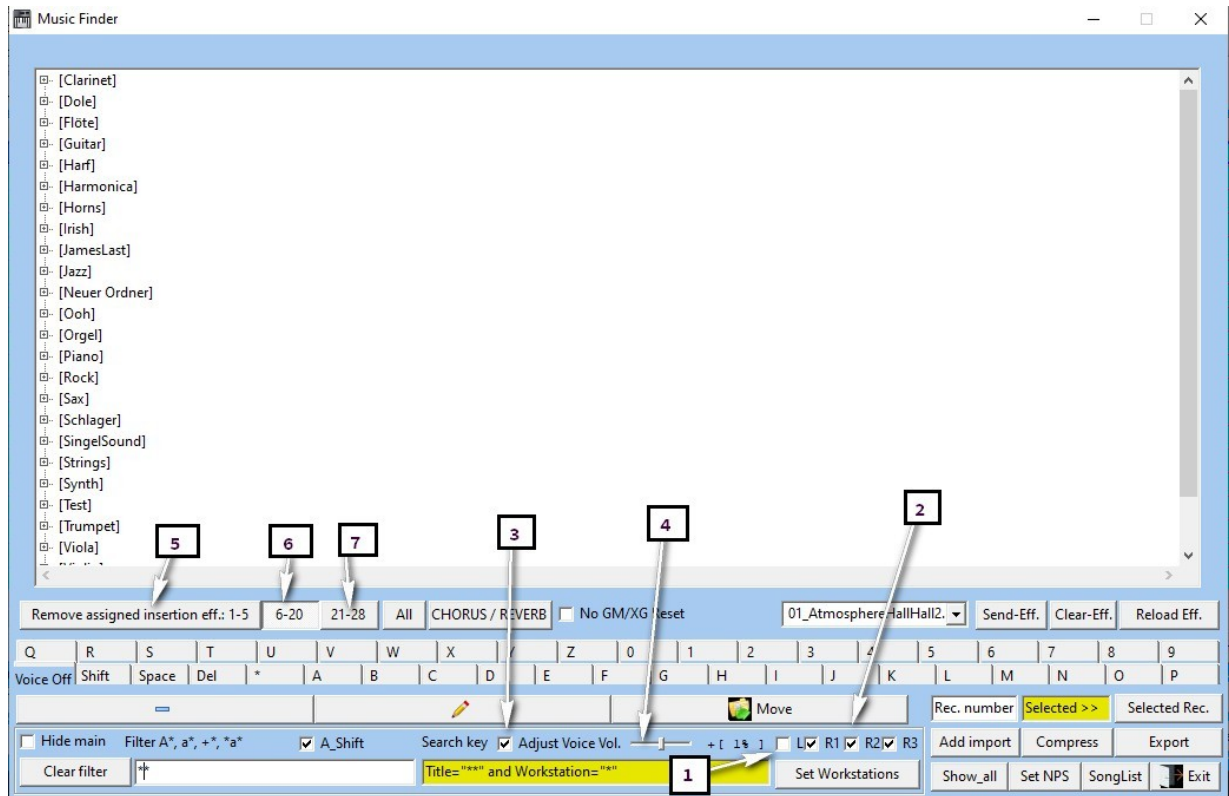 Music Finder
[Clarinet]
[Dole]
[Flöte]
[Guitar]
[Harf]
[Harmonica]
[Horns]
[Irish]
[JamesLast]
[Jazz]
[Neuer Ordner]
[Ooh]
[Orgel]
[Piano]
[Rock]
[Sax]
[Schlager]
[SingelSound]
[Strings]
[Synth]
[Test]
[Trumpet]
[Viola]
5 6 7 3 4 2
Remove assigned insertion eff.: 1-5 6-20 21-28 All CHORUS / REVERB No GM/XG Reset 01_AtmosphereHallHall2. Send-Eff. Clear-Eff. Reload Eff.
Q R S T U V W X Y Z 0 1 2 3 4 5 6 7 8 9
Voice Off Shift Space Del * A B C D E F G H I J K L M N O P
Move Rec. number Selected >> Selected Rec.
Hide main Filter A*, a*, +*, *a* A_Shift Search key Adjust Voice Vol. + [ 1% ] L R1 R2 R3 Add import Compress Export
Clear filter ** Title="**" and Workstation="*" 1 Set Workstations Show_all Set NPS SongList Exit